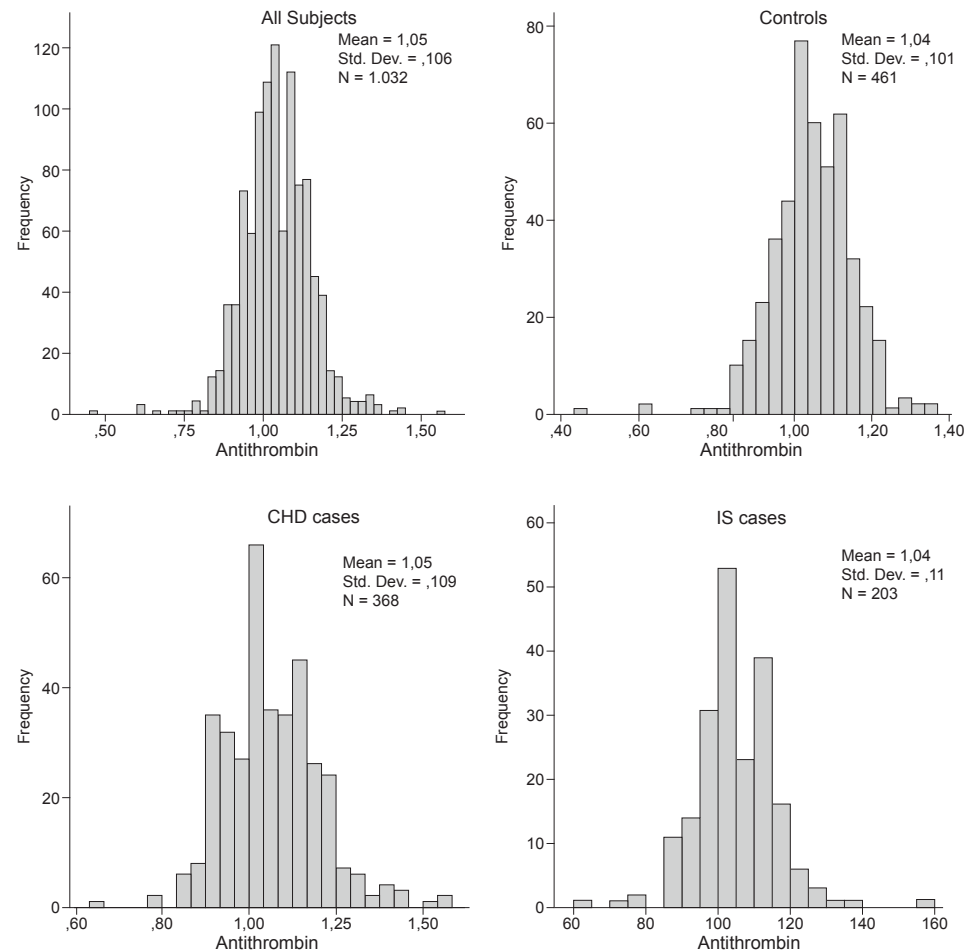 All Subjects
Mean = 1,05
Std. Dev. = ,106
N = 1.032
120
100
80
60
40
20
0
Frequency
,50
,75
1,00
1,25
1,50
Antithrombin
Controls
Mean = 1,04
Std. Dev. = ,101
N = 461
80
60
40
20
0
Frequency
,40
,60
,80
1,00
1,20
1,40
Antithrombin
CHD cases
Mean = 1,05
Std. Dev. = ,109
N = 368
60
40
20
0
Frequency
,60
,80
1,00
1,25
1,50
Antithrombin
IS cases
Mean = 1,04
Std. Dev. = ,11
N = 203
60
50
40
30
20
10
0
Frequency
60
80
100
120
140
160
Antithrombin